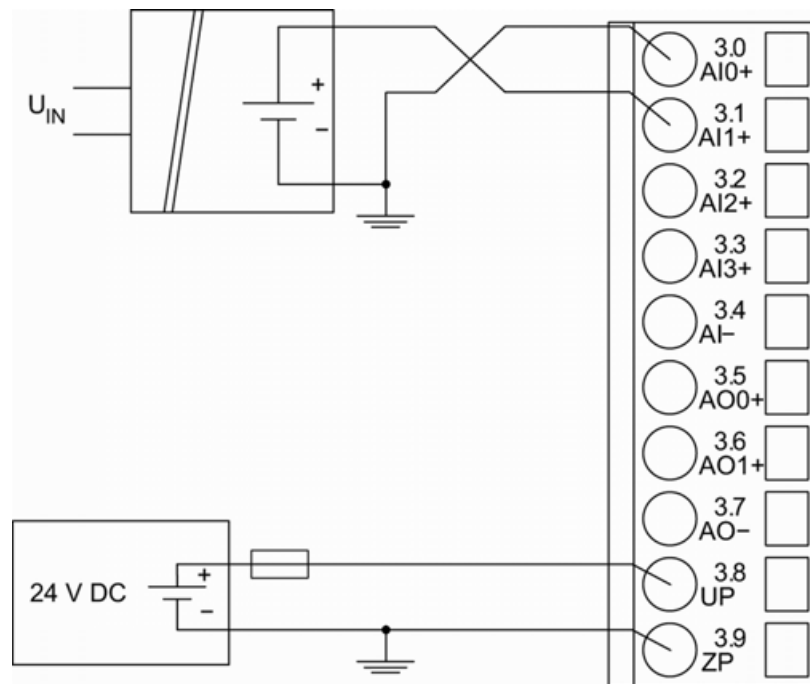 U_IN
+
−
3.0
AI0+
3.1
AI1+
3.2
AI2+
3.3
AI3+
3.4
AI−
3.5
AO0+
3.6
AO1+
3.7
AO−
24 V DC
+
−
3.8
UP
3.9
ZP